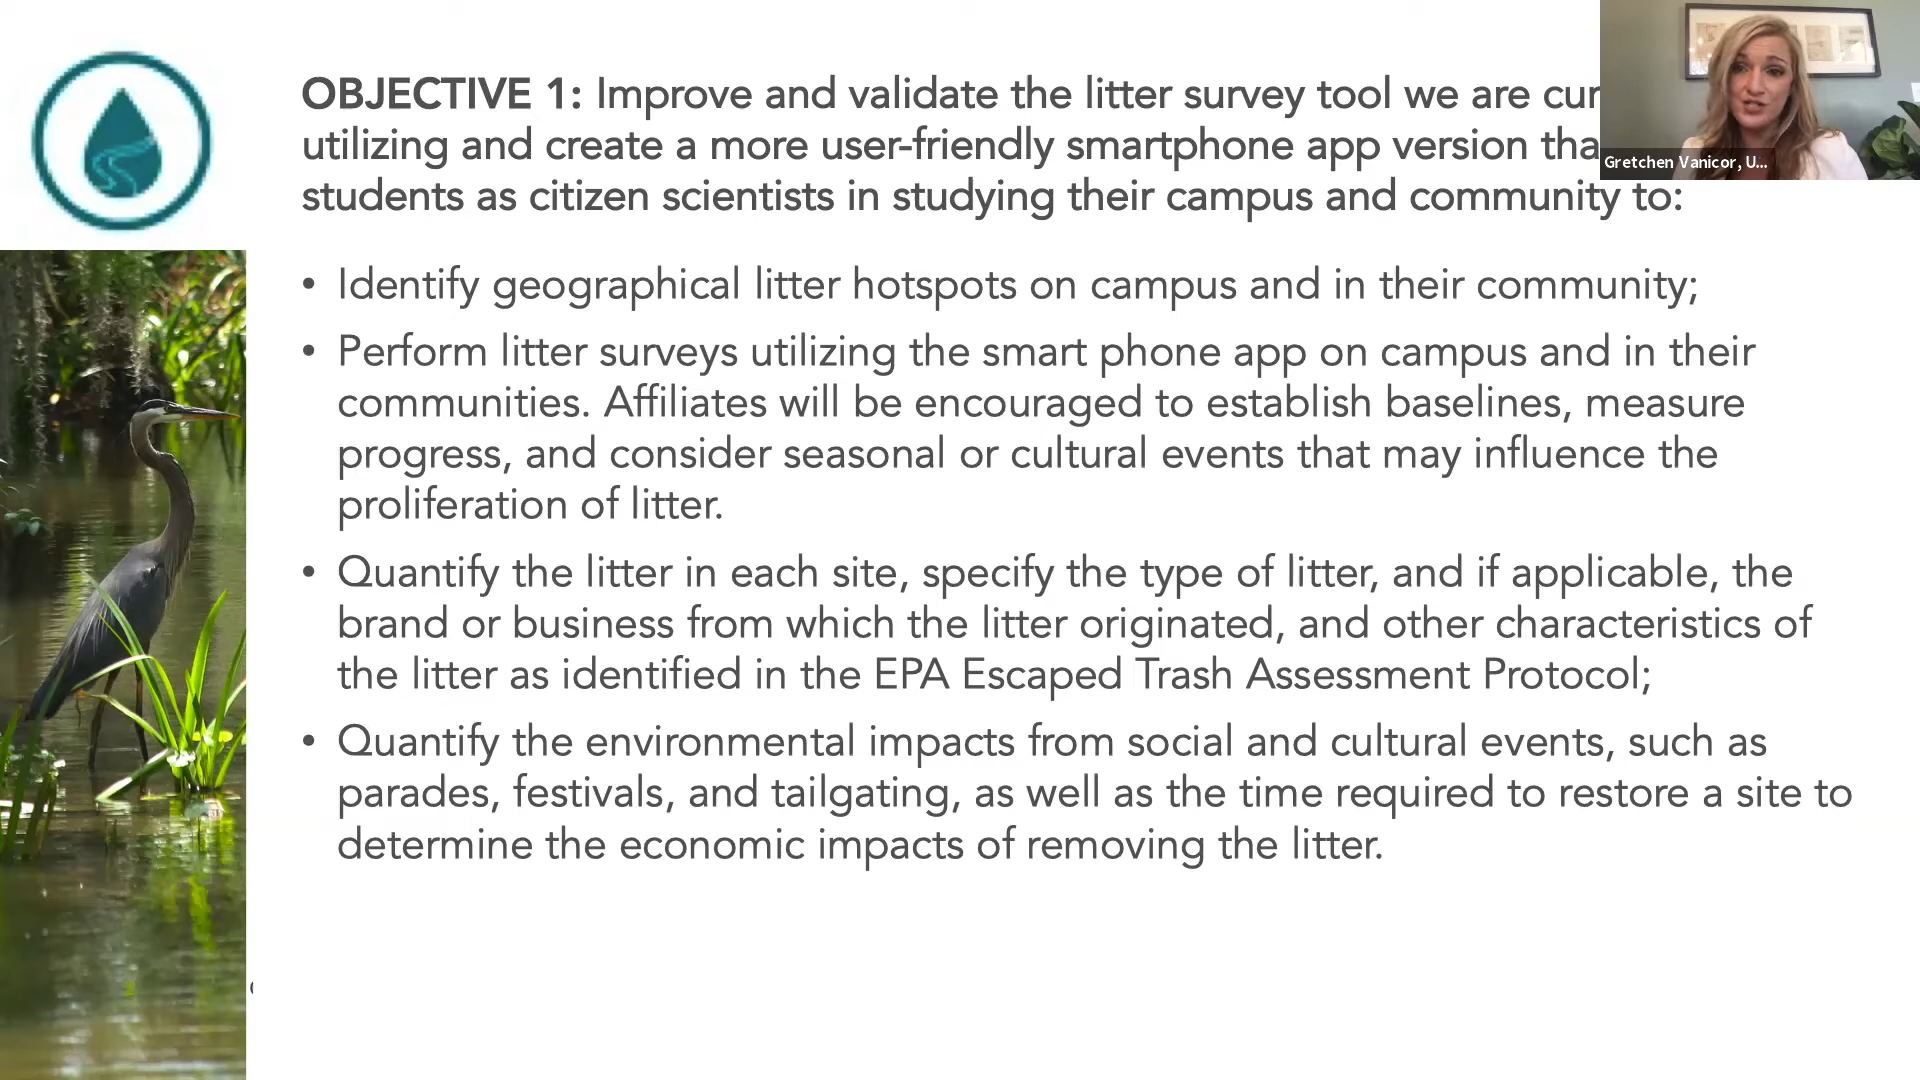 OBJECTIVE 1: Improve and validate the litter survey tool we are cur
utilizing and create a more user-friendly smartphone app version tha
students as citizen scientists in studying their campus and community to:
Gretchen Vanicor, U...
• Identify geographical litter hotspots on campus and in their community;
• Perform litter surveys utilizing the smart phone app on campus and in their
communities. Affiliates will be encouraged to establish baselines, measure
progress, and consider seasonal or cultural events that may influence the
proliferation of litter.
• Quantify the litter in each site, specify the type of litter, and if applicable, the
brand or business from which the litter originated, and other characteristics of
the litter as identified in the EPA Escaped Trash Assessment Protocol;
• Quantify the environmental impacts from social and cultural events, such as
parades, festivals, and tailgating, as well as the time required to restore a site to
determine the economic impacts of removing the litter.
2